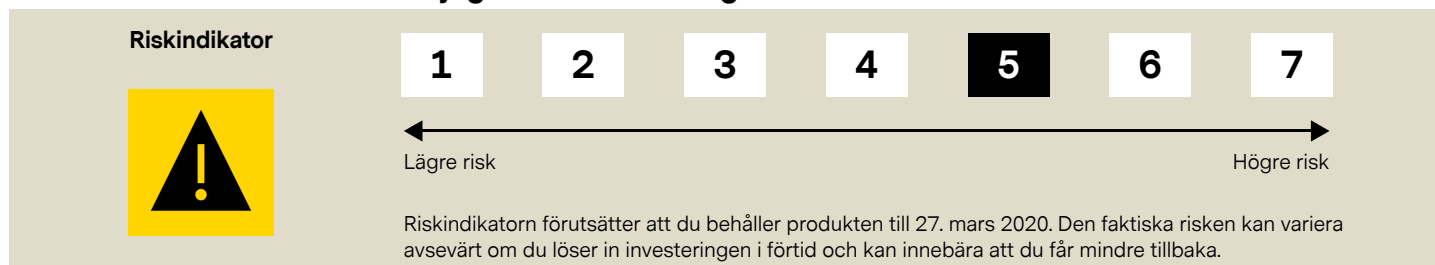 Riskindikator
1 2 3 4 5 6 7
Lägre risk Högre risk
Riskindikatorn förutsätter att du behåller produkten till 27. mars 2020. Den faktiska risken kan variera
avsevärt om du löser in investeringen i förtid och kan innebära att du får mindre tillbaka.